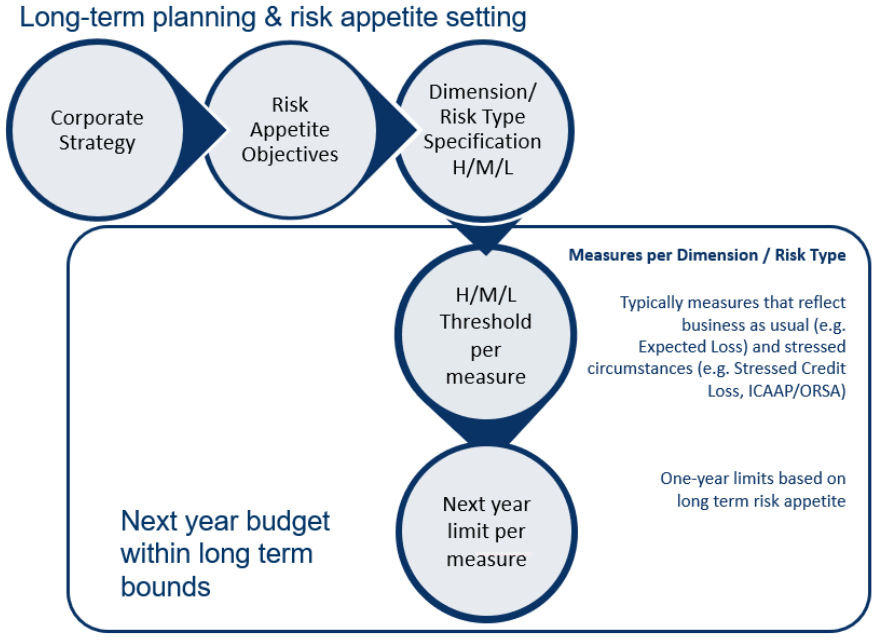 Long-term planning & risk appetite setting
Corporate
Strategy
Risk
Appetite
Objectives
Dimension/
Risk Type
Specification
H/M/L
Measures per Dimension / Risk Type
H/M/L
Threshold
per
measure
Typically measures that reflect
business as usual (e.g.
Expected Loss) and stressed
circumstances (e.g. Stressed Credit
Loss, ICAAP/ORSA)
Next year
limit per
measure
One-year limits based on
long term risk appetite
Next year budget
within long term
bounds